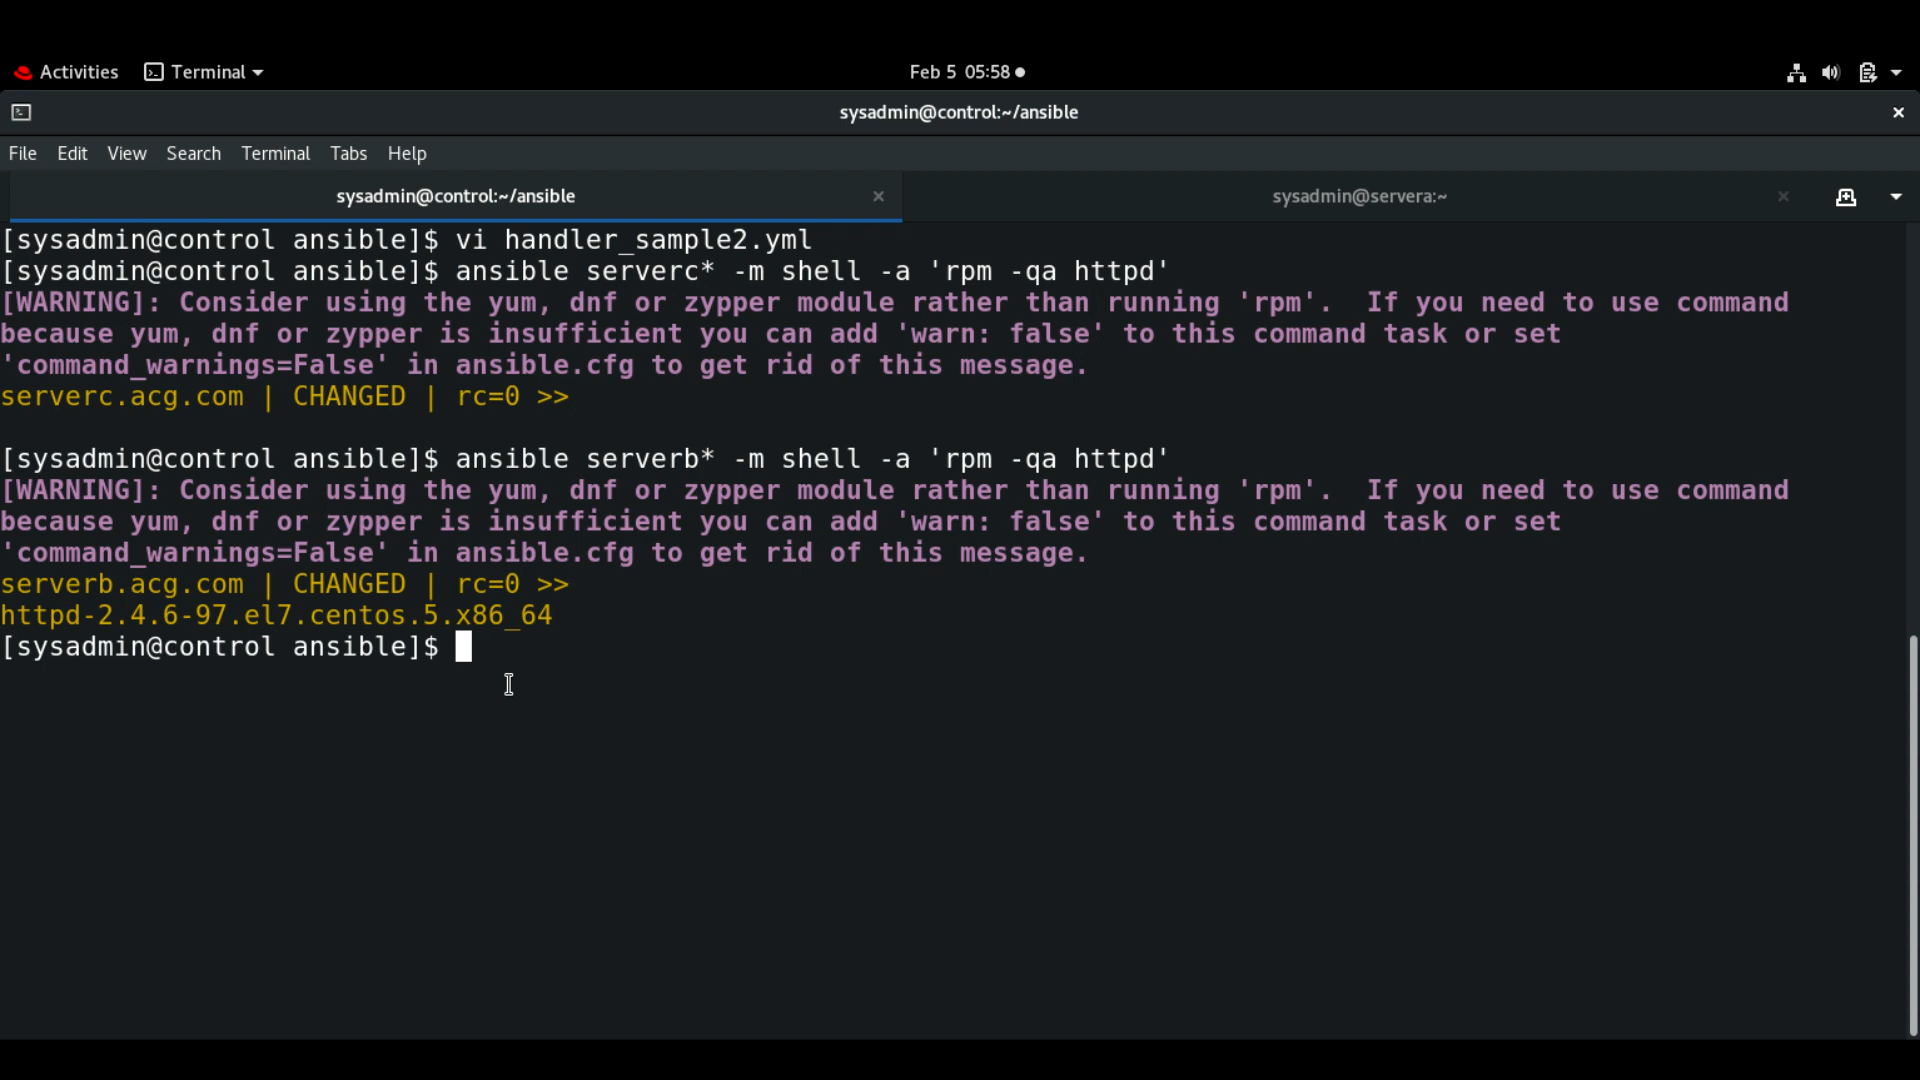 Activities Terminal Feb 5 05:58
sysadmin@control:~/ansible
File Edit View Search Terminal Tabs Help
sysadmin@control:~/ansible sysadmin@servera:~
[sysadmin@control ansible]$ vi handler_sample2.yml
[sysadmin@control ansible]$ ansible serverc* -m shell -a 'rpm -qa httpd'
[WARNING]: Consider using the yum, dnf or zypper module rather than running 'rpm'.  If you need to use command
because yum, dnf or zypper is insufficient you can add 'warn: false' to this command task or set
'command_warnings=False' in ansible.cfg to get rid of this message.
serverc.acg.com | CHANGED | rc=0 >>
[sysadmin@control ansible]$ ansible serverb* -m shell -a 'rpm -qa httpd'
[WARNING]: Consider using the yum, dnf or zypper module rather than running 'rpm'.  If you need to use command
because yum, dnf or zypper is insufficient you can add 'warn: false' to this command task or set
'command_warnings=False' in ansible.cfg to get rid of this message.
serverb.acg.com | CHANGED | rc=0 >>
httpd-2.4.6-97.el7.centos.5.x86_64
[sysadmin@control ansible]$